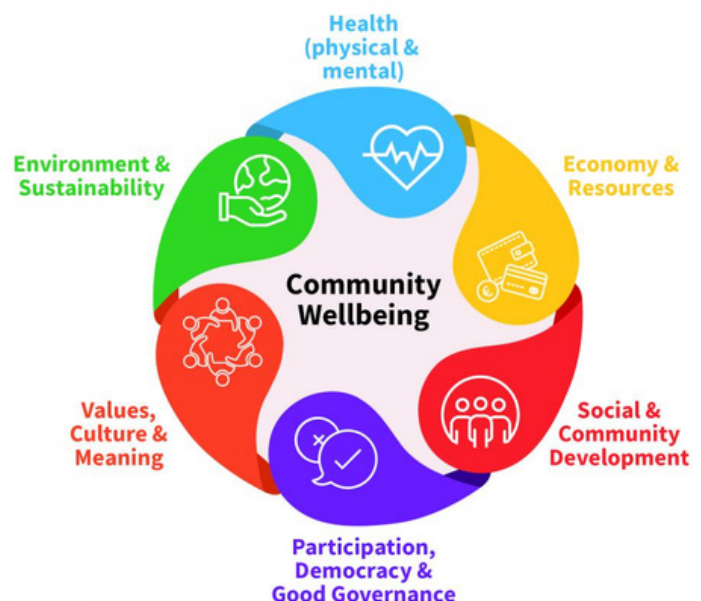 Health
(physical &
mental)
Environment &
Sustainability
Economy &
Resources
Community
Wellbeing
Values,
Culture &
Meaning
Social &
Community
Development
Participation,
Democracy &
Good Governance